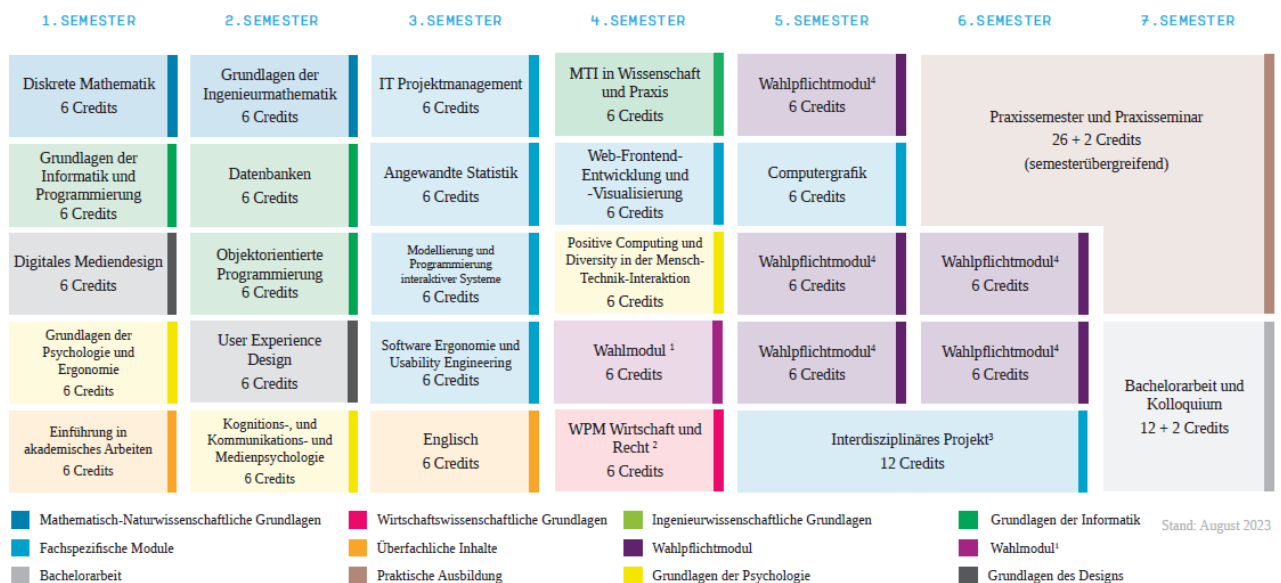 1.SEMESTER
2.SEMESTER
3.SEMESTER
4.SEMESTER
5.SEMESTER
6.SEMESTER
7.SEMESTER
Diskrete Mathematik
6 Credits
Grundlagen der
Ingenieurmathematik
6 Credits
IT Projektmanagement
6 Credits
MTI in Wissenschaft
und Praxis
6 Credits
Wahlpflichtmodul⁴
6 Credits
Praxissemester und Praxisseminar
26 + 2 Credits
(semesterübergreifend)
Grundlagen der
Informatik und
Programmierung
6 Credits
Datenbanken
6 Credits
Angewandte Statistik
6 Credits
Web-Frontend-
Entwicklung und
-Visualisierung
6 Credits
Computergrafik
6 Credits
Digitales Mediendesign
6 Credits
Objektorientierte
Programmierung
6 Credits
Modellierung und
Programmierung
interaktiver Systeme
6 Credits
Positive Computing und
Diversity in der Mensch-
Technik-Interaktion
6 Credits
Wahlpflichtmodul⁴
6 Credits
Wahlpflichtmodul⁴
6 Credits
Grundlagen der
Psychologie und
Ergonomie
6 Credits
User Experience
Design
6 Credits
Software Ergonomie und
Usability Engineering
6 Credits
Wahlmodul ¹
6 Credits
Wahlpflichtmodul⁴
6 Credits
Wahlpflichtmodul⁴
6 Credits
Bachelorarbeit und
Kolloquium
12 + 2 Credits
Einführung in
akademisches Arbeiten
6 Credits
Kognitions-, und
Kommunikations- und
Medienpsychologie
6 Credits
Englisch
6 Credits
WPM Wirtschaft und
Recht ²
6 Credits
Interdisziplinäres Projekt³
12 Credits
Mathematisch-Naturwissenschaftliche Grundlagen
Wirtschaftswissenschaftliche Grundlagen
Ingenieurwissenschaftliche Grundlagen
Grundlagen der Informatik
Stand: August 2023
Fachspezifische Module
Überfachliche Inhalte
Wahlpflichtmodul
Wahlmodul¹
Bachelorarbeit
Praktische Ausbildung
Grundlagen der Psychologie
Grundlagen des Designs